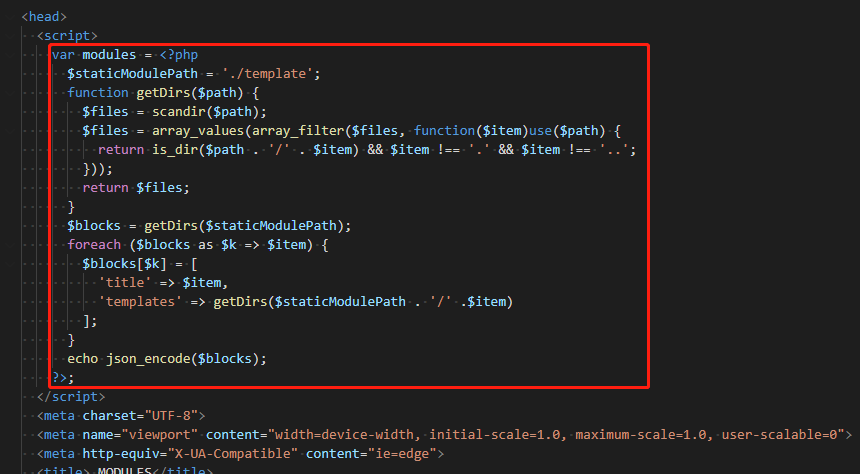 <head>
<script>
var modules = <?php
$staticModulePath = './template';
function getDirs($path) {
$files = scandir($path);
$files = array_values(array_filter($files, function($item)use($path) {
return is_dir($path . '/' . $item) && $item !== '.' && $item !== '..';
}));
return $files;
}
$blocks = getDirs($staticModulePath);
foreach ($blocks as $k => $item) {
$blocks[$k] = [
'title' => $item,
'templates' => getDirs($staticModulePath . '/' .$item)
];
}
echo json_encode($blocks);
?>;
</script>
<meta charset="UTF-8">
<meta name="viewport" content="width=device-width, initial-scale=1.0, maximum-scale=1.0, user-scalable=0">
<meta http-equiv="X-UA-Compatible" content="ie=edge">
<title> MODULES</title>